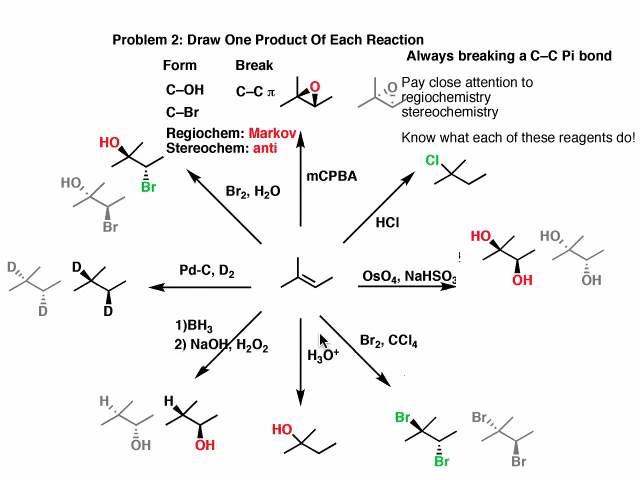 Problem 2: Draw One Product Of Each Reaction
Always breaking a C–C Pi bond
Form Break
C–OH C–C π
C–Br
Regiochem: Markov
Stereochem: anti
O
O
Pay close attention to
regiochemistry
stereochemistry
Know what each of these reagents do!
HO
Br
HO
Br
Br₂, H₂O
mCPBA
HCl
Cl
D
D
D
D
Pd-C, D₂
OsO₄, NaHSO₃
!
HO
OH
HO
OH
1)BH₃
2) NaOH, H₂O₂
H₃O⁺
Br₂, CCl₄
H
OH
H
OH
HO
Br
Br
Br
Br